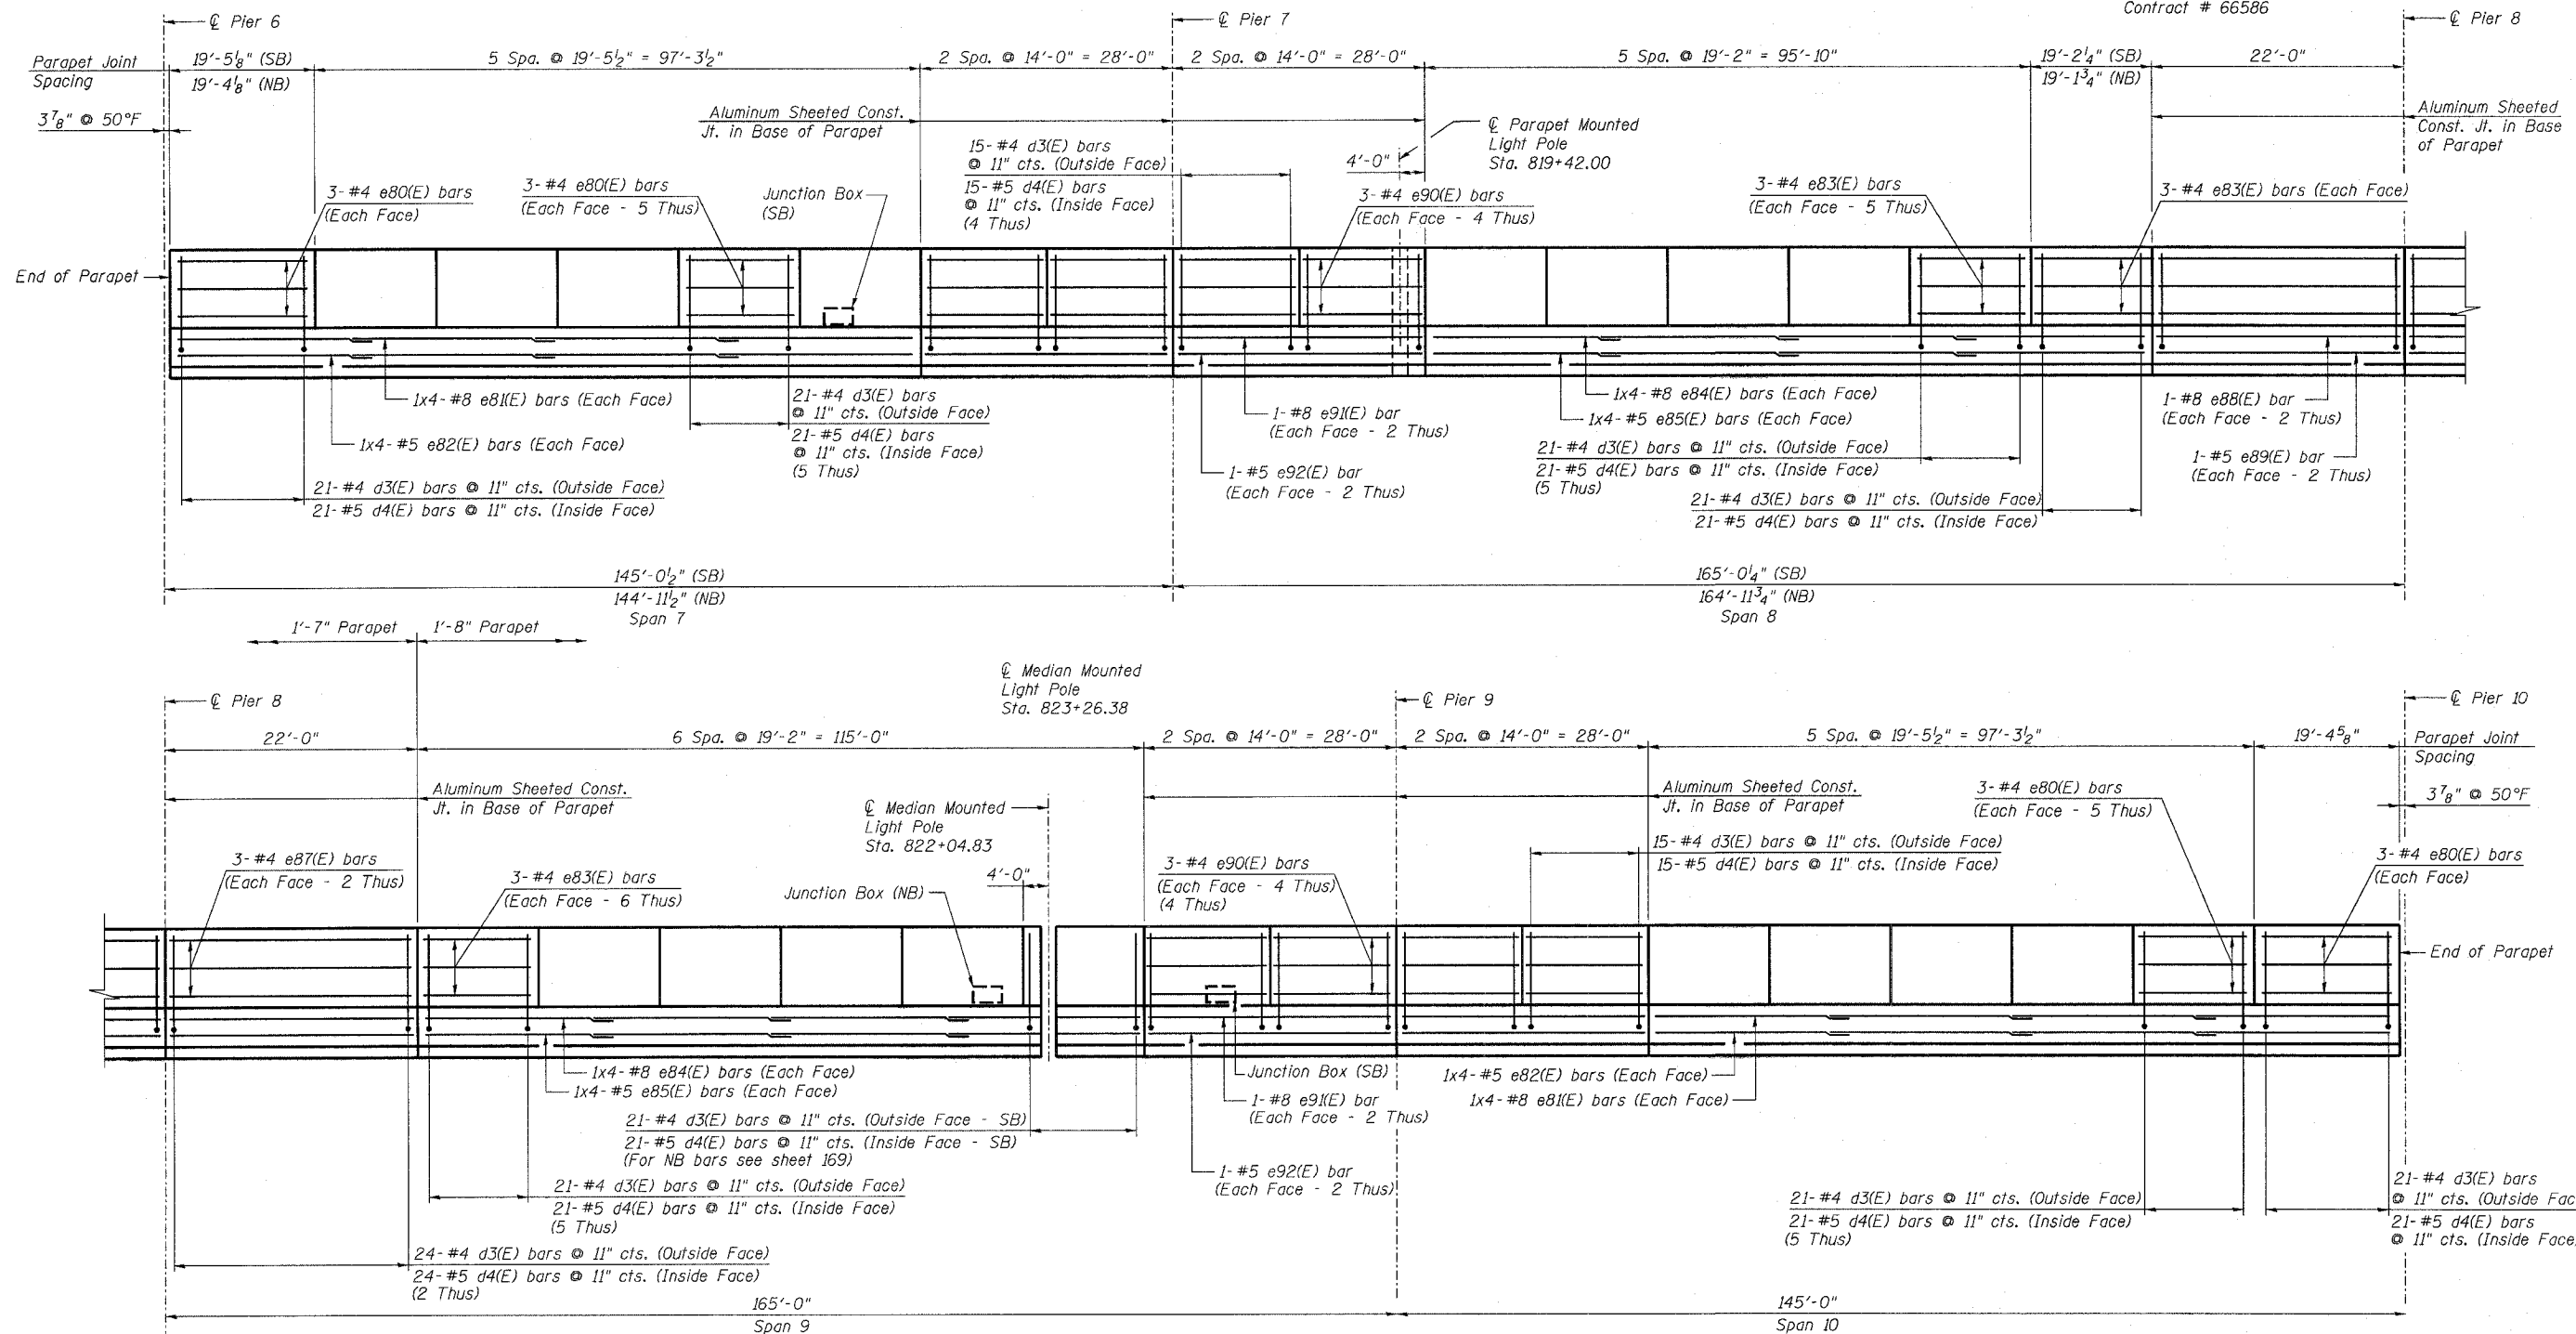 Contract # 66586
℄ Pier 6
℄ Pier 7
℄ Pier 8
Parapet Joint
Spacing
19'-5⅛" (SB)
19'-4⅛" (NB)
5 Spa. @ 19'-5½" = 97'-3½"
2 Spa. @ 14'-0" = 28'-0"
2 Spa. @ 14'-0" = 28'-0"
5 Spa. @ 19'-2" = 95'-10"
19'-2¼" (SB)
19'-1¾" (NB)
22'-0"
3⅞" @ 50°F
Aluminum Sheeted Const.
Jt. in Base of Parapet
℄ Parapet Mounted
Light Pole
Sta. 819+42.00
Aluminum Sheeted
Const. Jt. in Base
of Parapet
4'-0"
15-#4 d3(E) bars
@ 11" cts. (Outside Face)
15-#5 d4(E) bars
@ 11" cts. (Inside Face)
(4 Thus)
3-#4 e80(E) bars
(Each Face)
3-#4 e80(E) bars
(Each Face - 5 Thus)
Junction Box
(SB)
3-#4 e90(E) bars
(Each Face - 4 Thus)
3-#4 e83(E) bars
(Each Face - 5 Thus)
3-#4 e83(E) bars (Each Face)
End of Parapet
1x4-#8 e81(E) bars (Each Face)
1x4-#5 e82(E) bars (Each Face)
21-#4 d3(E) bars
@ 11" cts. (Outside Face)
21-#5 d4(E) bars
@ 11" cts. (Inside Face)
(5 Thus)
21-#4 d3(E) bars @ 11" cts. (Outside Face)
21-#5 d4(E) bars @ 11" cts. (Inside Face)
1-#8 e91(E) bar
(Each Face - 2 Thus)
1-#5 e92(E) bar
(Each Face - 2 Thus)
1x4-#8 e84(E) bars (Each Face)
1x4-#5 e85(E) bars (Each Face)
21-#4 d3(E) bars @ 11" cts. (Outside Face)
21-#5 d4(E) bars @ 11" cts. (Inside Face)
(5 Thus)
21-#4 d3(E) bars @ 11" cts. (Outside Face)
21-#5 d4(E) bars @ 11" cts. (Inside Face)
1-#8 e88(E) bar
(Each Face - 2 Thus)
1-#5 e89(E) bar
(Each Face - 2 Thus)
145'-0½" (SB)
144'-11½" (NB)
Span 7
165'-0¼" (SB)
164'-11¾" (NB)
Span 8
1'-7" Parapet
1'-8" Parapet
℄ Pier 8
℄ Median Mounted
Light Pole
Sta. 823+26.38
℄ Pier 9
℄ Pier 10
22'-0"
6 Spa. @ 19'-2" = 115'-0"
2 Spa. @ 14'-0" = 28'-0"
2 Spa. @ 14'-0" = 28'-0"
5 Spa. @ 19'-5½" = 97'-3½"
19'-4⅝"
Parapet Joint
Spacing
3⅞" @ 50°F
Aluminum Sheeted Const.
Jt. in Base of Parapet
℄ Median Mounted
Light Pole
Sta. 822+04.83
Aluminum Sheeted Const.
Jt. in Base of Parapet
3-#4 e80(E) bars
(Each Face - 5 Thus)
3-#4 e87(E) bars
(Each Face - 2 Thus)
3-#4 e83(E) bars
(Each Face - 6 Thus)
Junction Box (NB)
4'-0"
3-#4 e90(E) bars
(Each Face - 4 Thus)
(4 Thus)
15-#4 d3(E) bars @ 11" cts. (Outside Face)
15-#5 d4(E) bars @ 11" cts. (Inside Face)
3-#4 e80(E) bars
(Each Face)
End of Parapet
1x4-#8 e84(E) bars (Each Face)
1x4-#5 e85(E) bars (Each Face)
21-#4 d3(E) bars @ 11" cts. (Outside Face - SB)
21-#5 d4(E) bars @ 11" cts. (Inside Face - SB)
(For NB bars see sheet 169)
21-#4 d3(E) bars @ 11" cts. (Outside Face)
21-#5 d4(E) bars @ 11" cts. (Inside Face)
(5 Thus)
24-#4 d3(E) bars @ 11" cts. (Outside Face)
24-#5 d4(E) bars @ 11" cts. (Inside Face)
(2 Thus)
Junction Box (SB)
1-#8 e91(E) bar
(Each Face - 2 Thus)
1-#5 e92(E) bar
(Each Face - 2 Thus)
1x4-#5 e82(E) bars (Each Face)
1x4-#8 e81(E) bars (Each Face)
21-#4 d3(E) bars @ 11" cts. (Outside Face)
21-#5 d4(E) bars @ 11" cts. (Inside Face)
(5 Thus)
21-#4 d3(E) bars
@ 11" cts. (Outside Fac
21-#5 d4(E) bars
@ 11" cts. (Inside Face
165'-0"
Span 9
145'-0"
Span 10